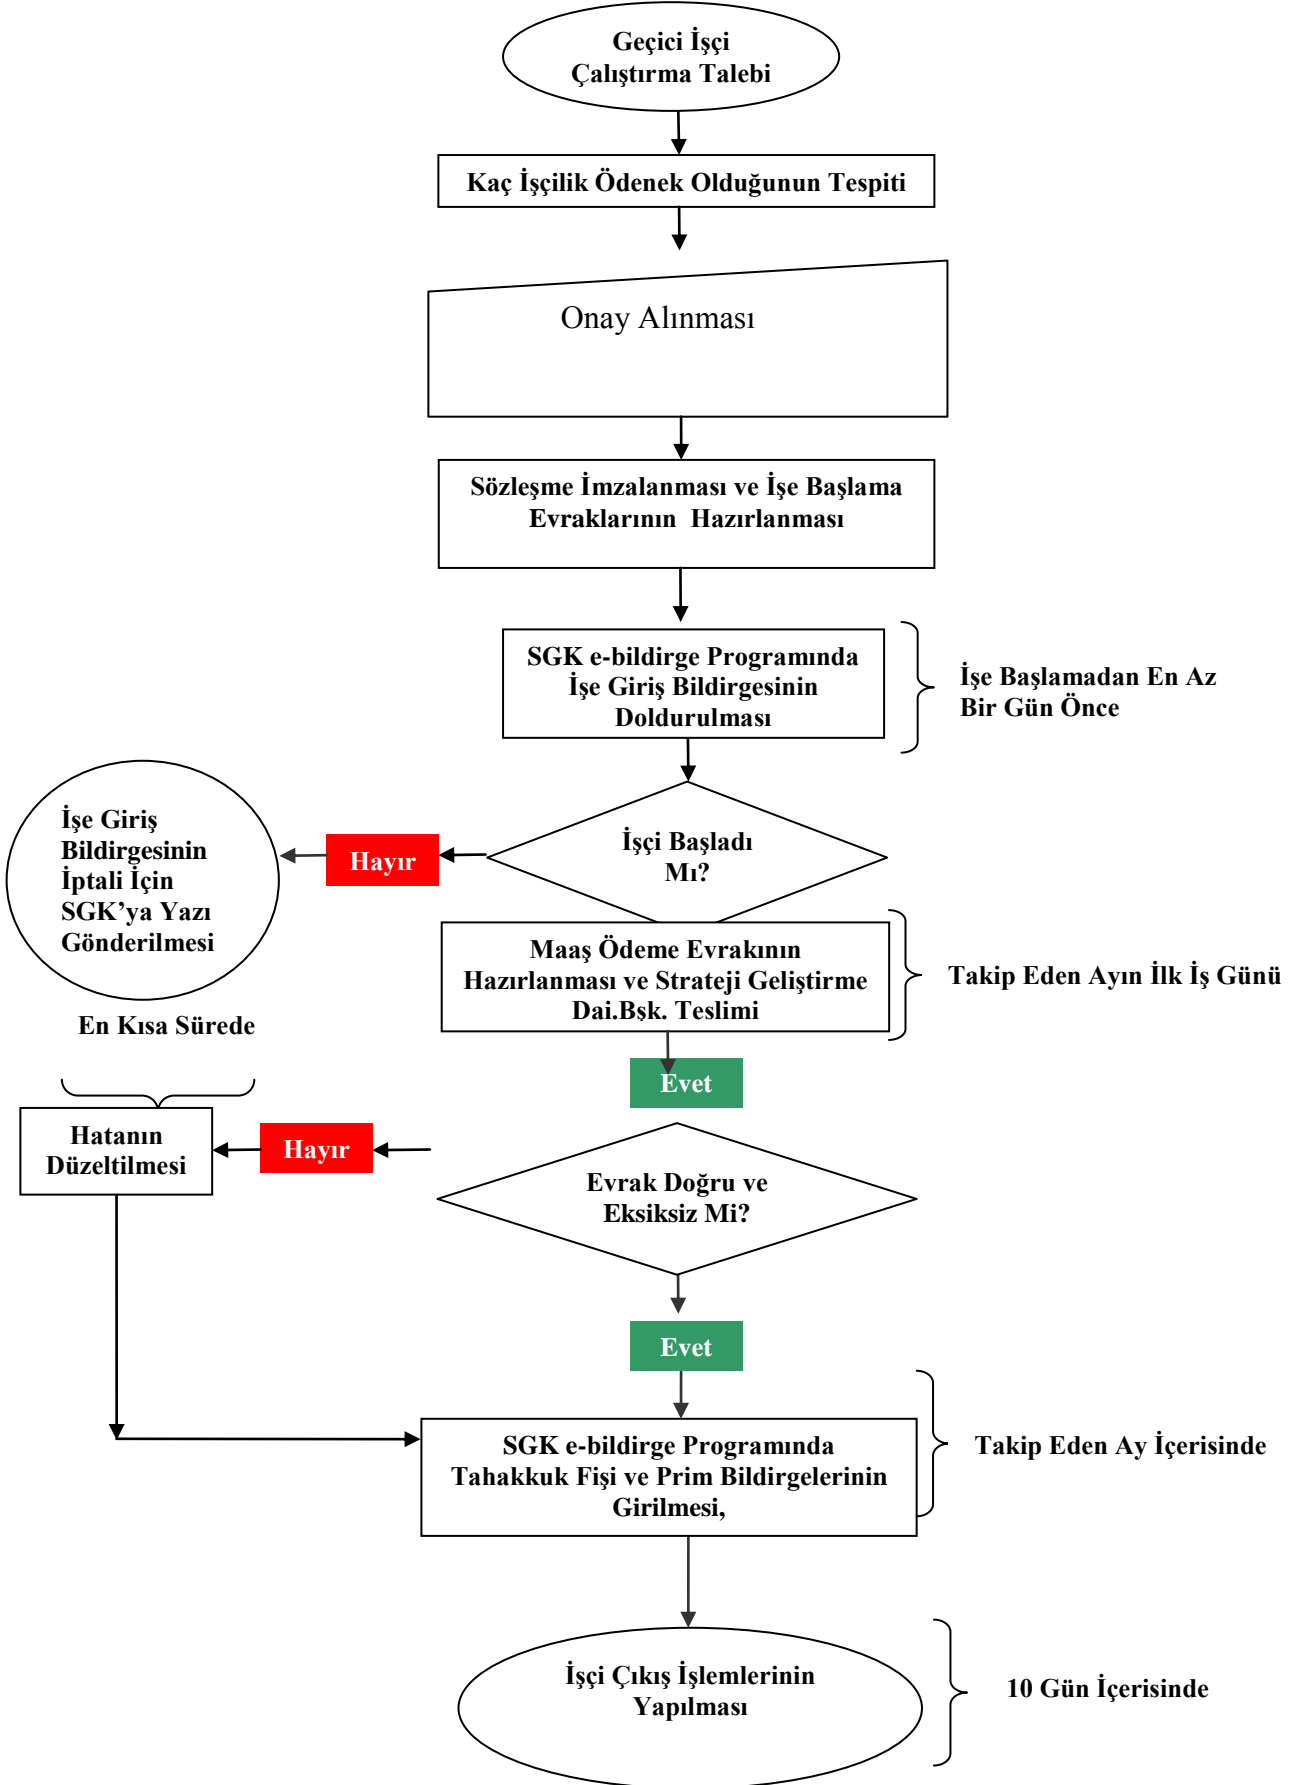 Geçici İşçi
Çalıştırma Talebi
Kaç İşçilik Ödenek Olduğunun Tespiti
Onay Alınması
Sözleşme İmzalanması ve İşe Başlama
Evraklarının Hazırlanması
SGK e-bildirge Programında
İşe Giriş Bildirgesinin
Doldurulması
İşe Başlamadan En Az
Bir Gün Önce
İşçi Başladı
Mı?
Hayır
İşe Giriş
Bildirgesinin
İptali İçin
SGK’ya Yazı
Gönderilmesi
Maaş Ödeme Evrakının
Hazırlanması ve Strateji Geliştirme
Dai.Bşk. Teslimi
Takip Eden Ayın İlk İş Günü
En Kısa Sürede
Evet
Hatanın
Düzeltilmesi
Hayır
Evrak Doğru ve
Eksiksiz Mi?
Evet
SGK e-bildirge Programında
Tahakkuk Fişi ve Prim Bildirgelerinin
Girilmesi,
Takip Eden Ay İçerisinde
İşçi Çıkış İşlemlerinin
Yapılması
10 Gün İçerisinde